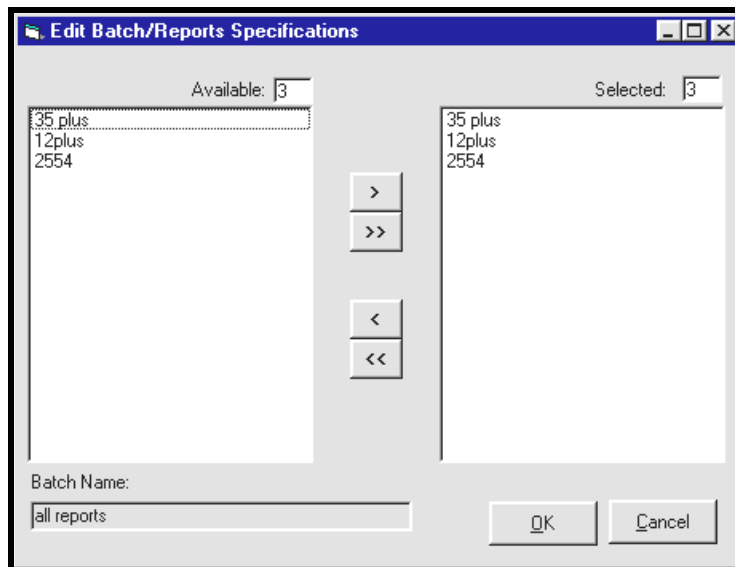 Edit Batch/Reports Specifications
Available: 3
Selected: 3
35 plus
12plus
2554
35 plus
12plus
2554
>
>>
<
<<
Batch Name:
all reports
OK
Cancel